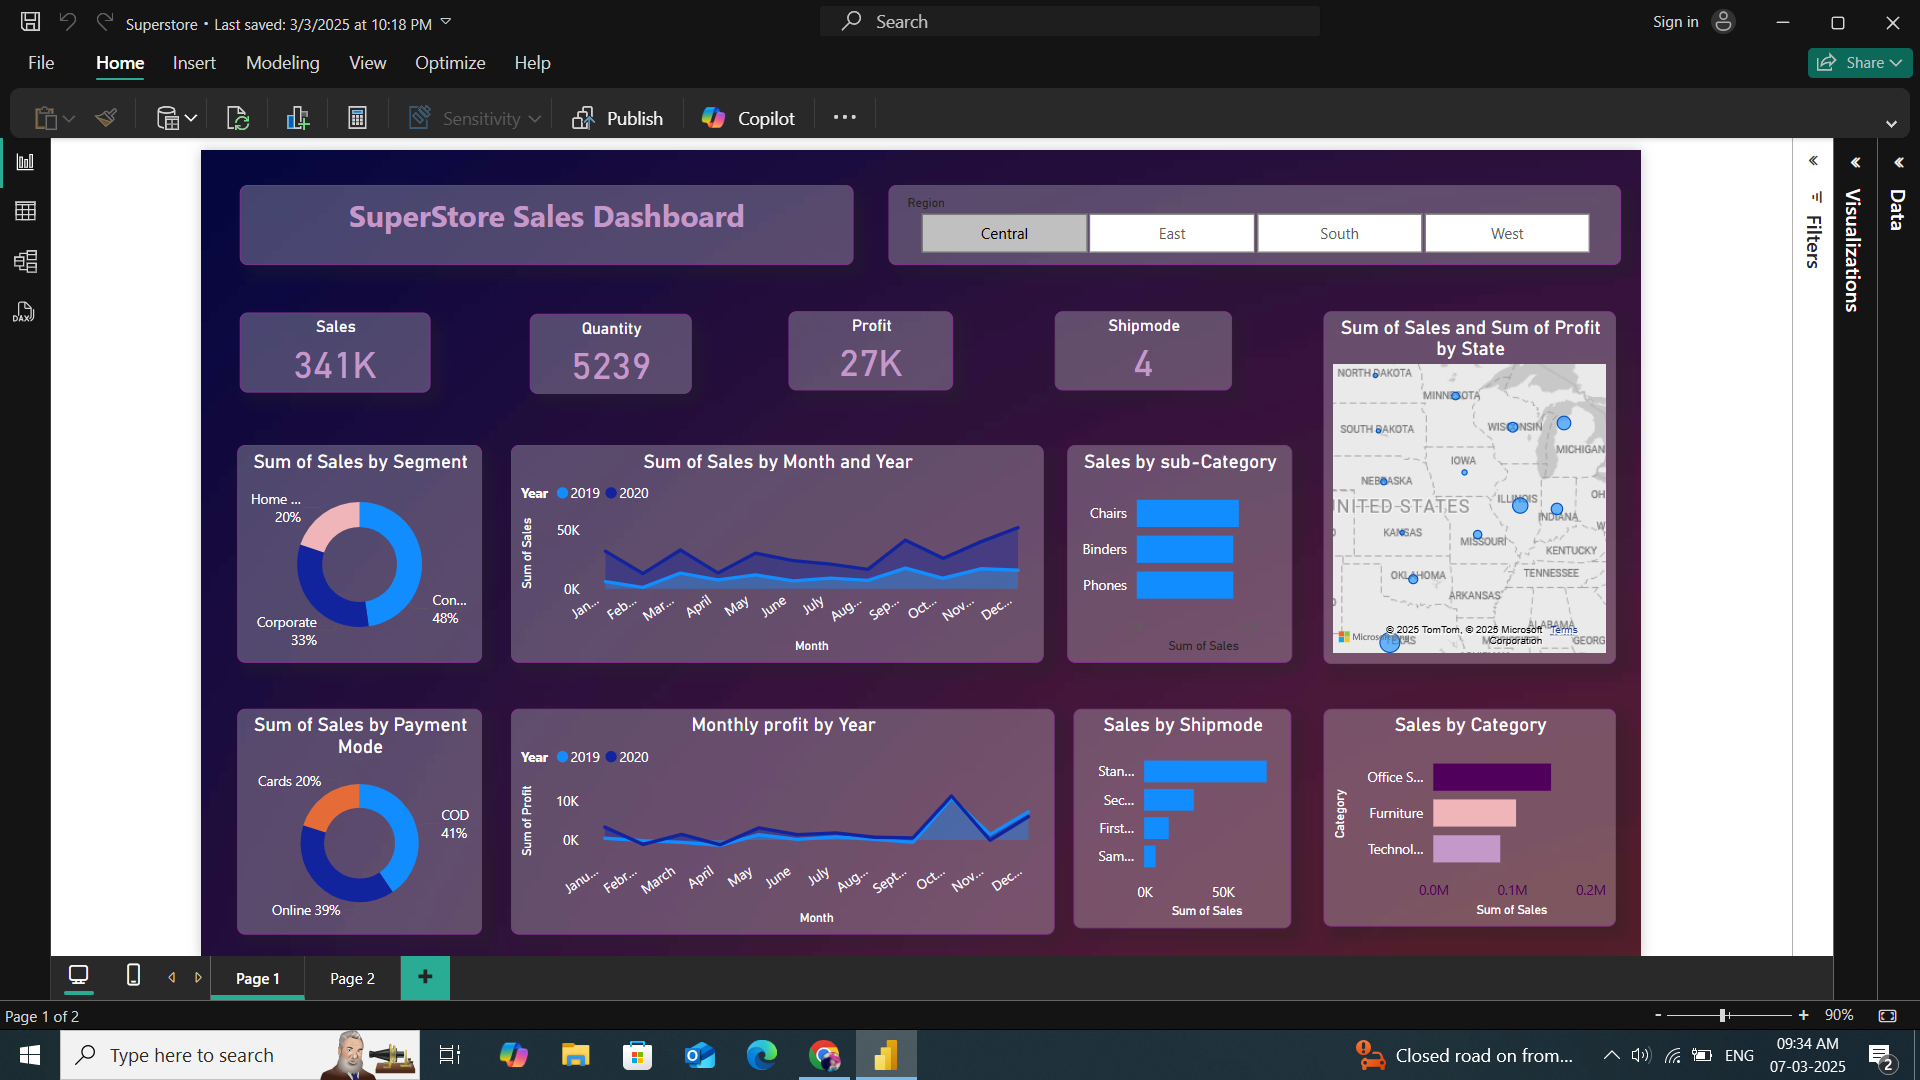 Superstore • Last saved: 3/3/2025 at 10:18 PM
Search
Sign in
File
Home
Insert
Modeling
View
Optimize
Help
Share
Sensitivity
Publish
Copilot
DAX
SuperStore Sales Dashboard
Region
Central
East
South
West
Sales
341K
Quantity
5239
Profit
27K
Shipmode
4
Sum of Sales and Sum of Profit
by State
NORTH DAKOTA
MINNESOTA
SOUTH DAKOTA
WISCONSIN
MICHIGAN
IOWA
NEBRASKA
NITED STATES
ILLINOIS
OH
INDIANA
KANSAS
MISSOURI
KENTUCKY
OKLAHOMA
TENNESSEE
ARKANSAS
ALABAMA
© 2025 TomTom, © 2025 Microsoft Corporation Terms
TEXAS
GEORG
Sum of Sales by Segment
Home ...
20%
Con...
48%
Corporate
33%
Sum of Sales by Month and Year
Year 2019 2020
Sum of Sales
50K
0K
Jan...
Feb...
Mar...
April
May
June
July
Aug...
Sep...
Oct...
Nov...
Dec...
Month
Sales by sub-Category
Chairs
Binders
Phones
Sum of Sales
Sum of Sales by Payment
Mode
Cards 20%
COD
41%
Online 39%
Monthly profit by Year
Year 2019 2020
Sum of Profit
10K
0K
Janu...
Febr...
March
April
May
June
July
Aug...
Sept...
Oct...
Nov...
Dec...
Month
Sales by Shipmode
Stan...
Sec...
First...
Sam...
0K
50K
Sum of Sales
Sales by Category
Category
Office S...
Furniture
Technol...
0.0M
0.1M
0.2M
Sum of Sales
Filters
Visualizations
Data
Page 1
Page 2
Page 1 of 2
90%
Type here to search
Closed road on from...
ENG
09:34 AM
07-03-2025
2